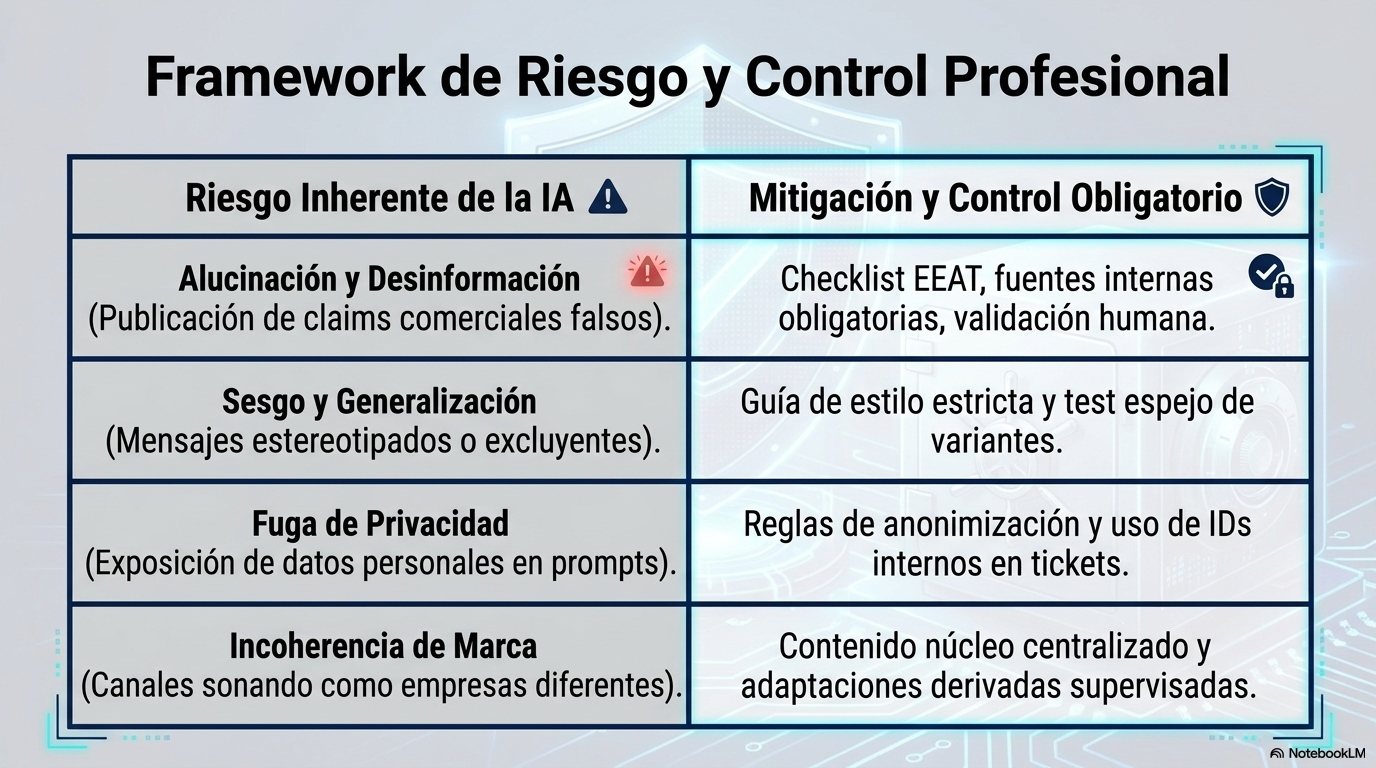 Framework de Riesgo y Control Profesional
Riesgo Inherente de la IA
Mitigación y Control Obligatorio
Alucinación y Desinformación
(Publicación de claims comerciales falsos).
Checklist EEAT, fuentes internas
obligatorias, validación humana.
Sesgo y Generalización
(Mensajes estereotipados o excluyentes).
Guía de estilo estricta y test espejo de
variantes.
Fuga de Privacidad
(Exposición de datos personales en prompts).
Reglas de anonimización y uso de IDs
internos en tickets.
Incoherencia de Marca
(Canales sonando como empresas diferentes).
Contenido núcleo centralizado y
adaptaciones derivadas supervisadas.
NotebookLM